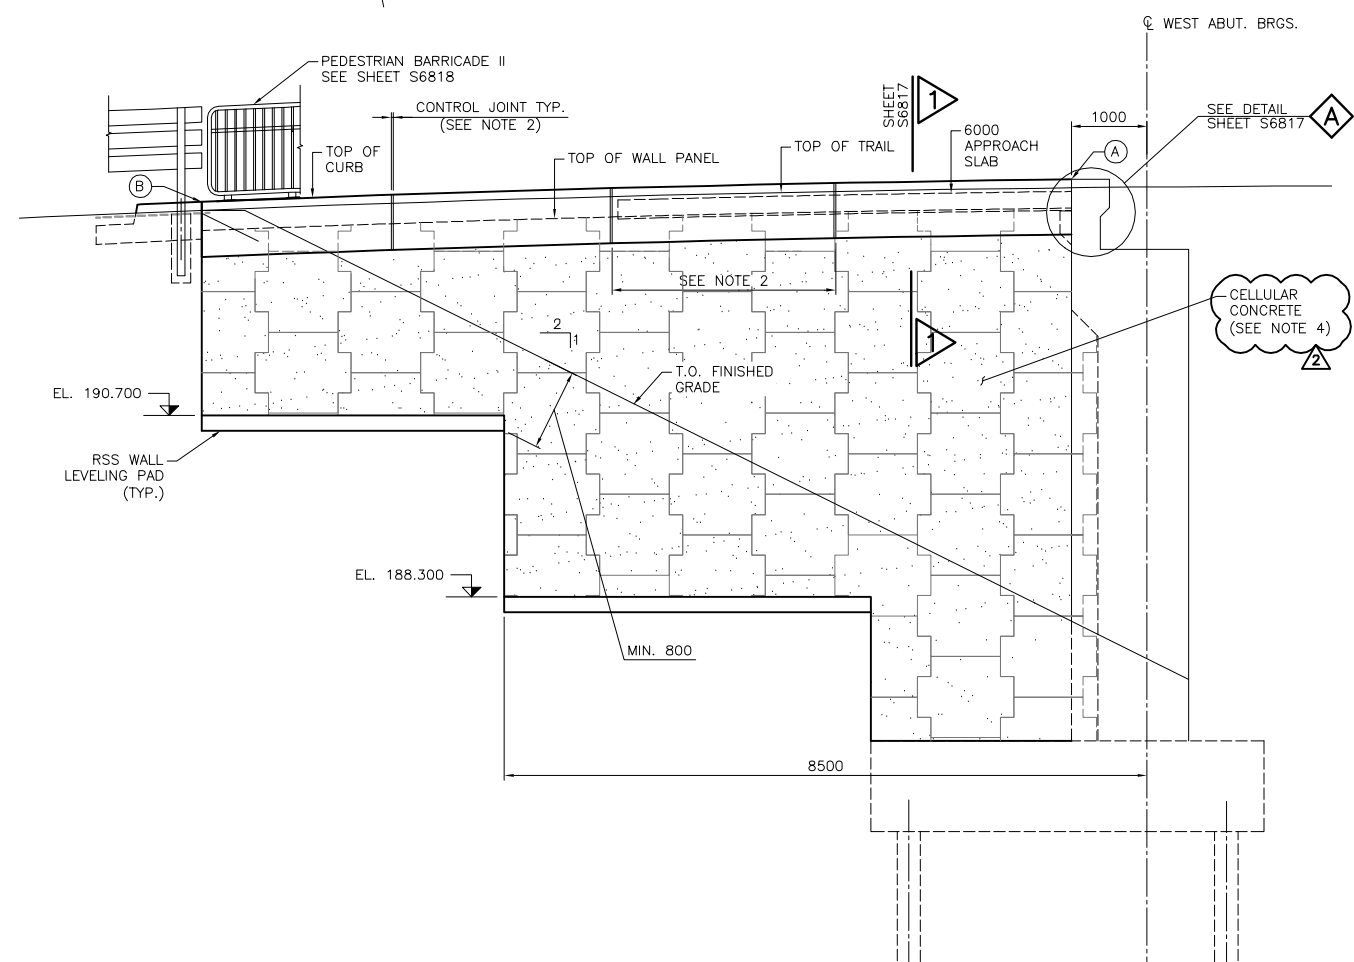 ℄ WEST ABUT. BRGS.
PEDESTRIAN BARRICADE II
SEE SHEET S6818
CONTROL JOINT TYP.
(SEE NOTE 2)
SHEET
S6817
1
SEE DETAIL
SHEET S6817
A
1000
6000
APPROACH
SLAB
TOP OF
CURB
TOP OF WALL PANEL
TOP OF TRAIL
A
B
SEE NOTE 2
CELLULAR
CONCRETE
(SEE NOTE 4)
2
2
1
1
T.O. FINISHED
GRADE
EL. 190.700
RSS WALL
LEVELING PAD
(TYP.)
EL. 188.300
MIN. 800
8500